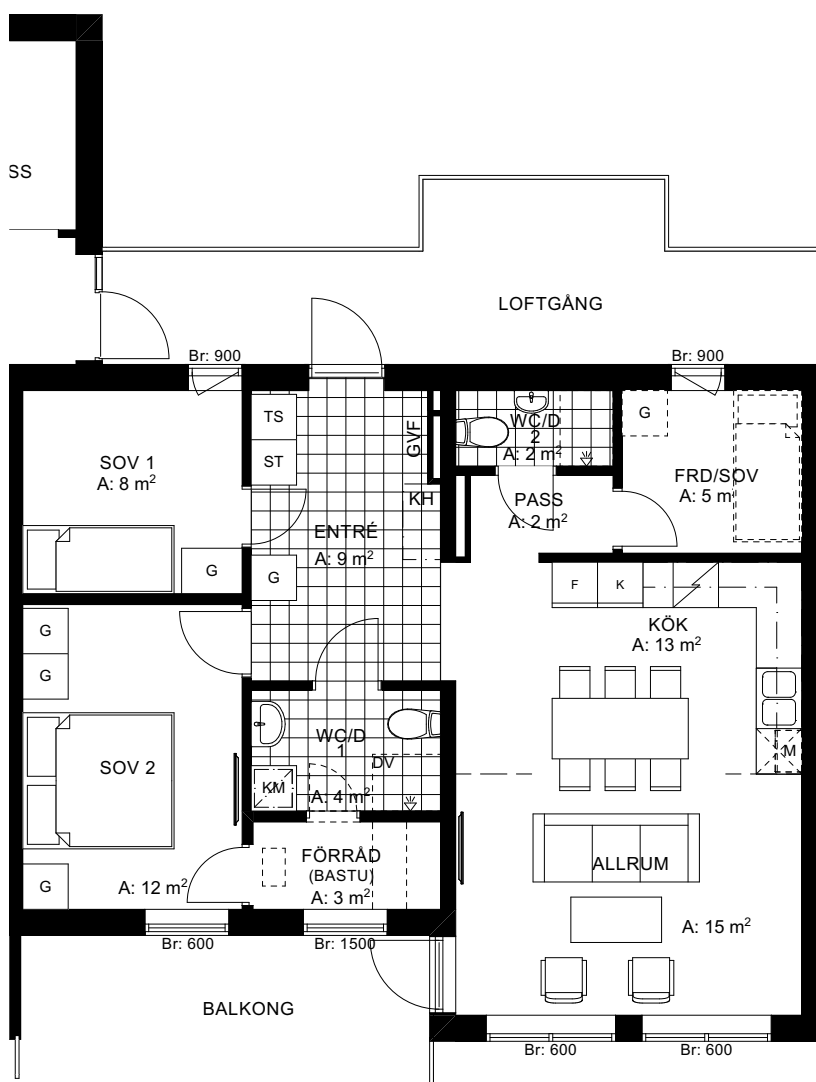 SS
LOFTGÅNG
Br: 900
Br: 900
TS
ST
GVF
WC/D
2
A: 2 m²
G
SOV 1
A: 8 m²
FRD/SOV
A: 5 m
KH
PASS
A: 2 m²
ENTRÉ
A: 9 m²
G
G
F
K
KÖK
A: 13 m²
G
G
WC/D
1
A: 4 m²
KM
DV
M
SOV 2
A: 12 m²
G
FÖRRÅD
(BASTU)
A: 3 m²
ALLRUM
A: 15 m²
Br: 600
Br: 1500
BALKONG
Br: 600
Br: 600